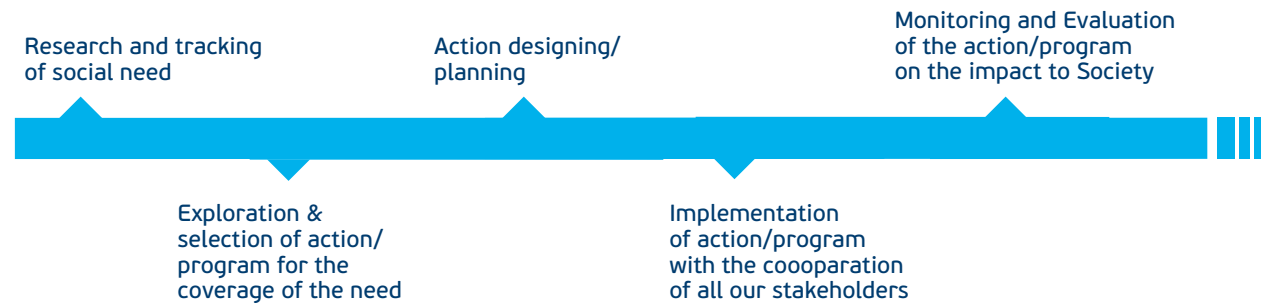 Research and tracking
of social need
Exploration &
selection of action/
program for the
coverage of the need
Action designing/
planning
Implementation
of action/program
with the coooparation
of all our stakeholders
Monitoring and Evaluation
of the action/program
on the impact to Society